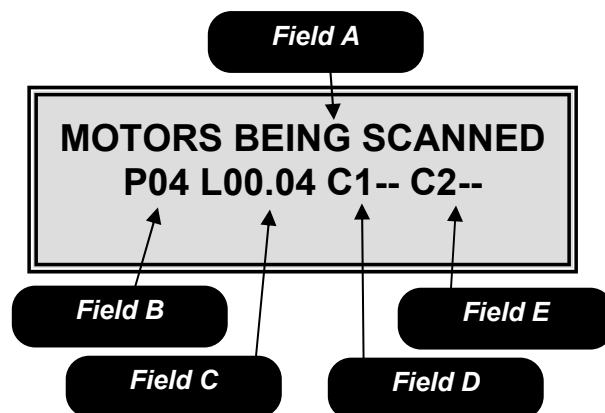 Field A
MOTORS BEING SCANNED
P04 L00.04 C1-- C2--
Field B
Field E
Field C
Field D